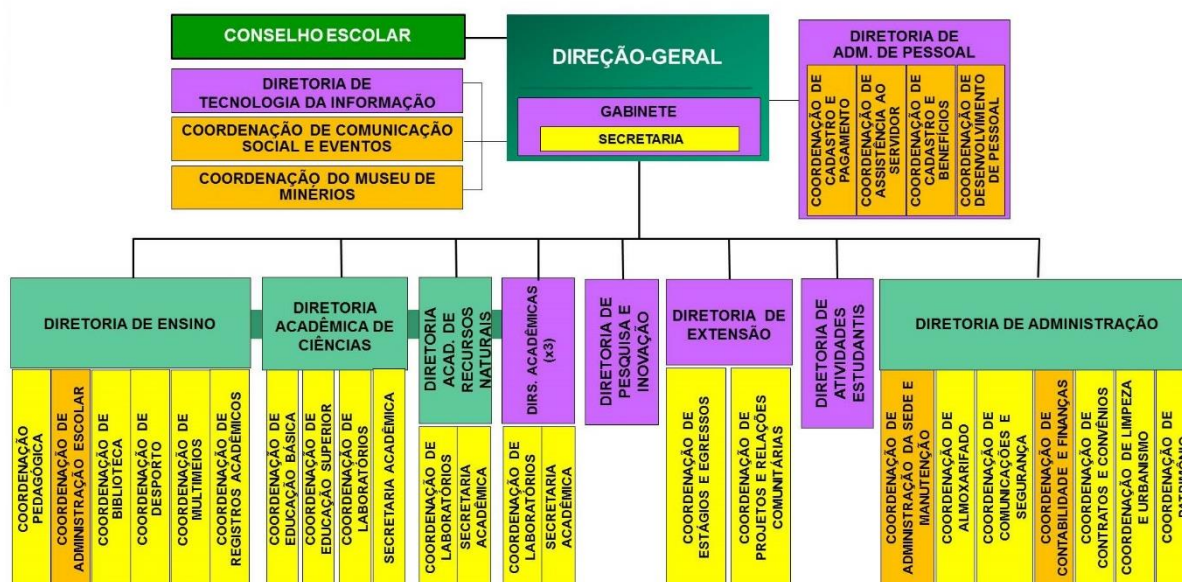 CONSELHO ESCOLAR
DIRETORIA DE
TECNOLOGIA DA INFORMAÇÃO
COORDENAÇÃO DE COMUNICAÇÃO
SOCIAL E EVENTOS
COORDENAÇÃO DO MUSEU DE
MINÉRIOS
DIREÇÃO-GERAL
GABINETE
SECRETARIA
DIRETORIA DE
ADM. DE PESSOAL
COORDENAÇÃO DE
CADASTRO E
PAGAMENTO
COORDENAÇÃO DE
ASSISTÊNCIA AO
SERVIDOR
COORDENAÇÃO DE
CADASTRO E
BENEFÍCIOS
COORDENAÇÃO DE
DESENVOLVIMENTO
DE PESSOAL
DIRETORIA DE ENSINO
COORDENAÇÃO
PEDAGÓGICA
COORDENAÇÃO DE
ADMINISTRAÇÃO ESCOLAR
COORDENAÇÃO DE
BIBLIOTECA
COORDENAÇÃO DE
DESPORTO
COORDENAÇÃO DE
MULTIMEIOS
COORDENAÇÃO DE
REGISTROS ACADÊMICOS
DIRETORIA
ACADÊMICA DE
CIÊNCIAS
COORDENAÇÃO DE
EDUCAÇÃO BÁSICA
COORDENAÇÃO DE
EDUCAÇÃO SUPERIOR
COORDENAÇÃO DE
LABORATÓRIOS
SECRETARIA ACADÊMICA
DIRETORIA
ACAD. DE
RECURSOS
NATURAIS
COORDENAÇÃO DE
LABORATÓRIOS
SECRETARIA
ACADÊMICA
DIRS. ACADÊMICAS
(x3)
COORDENAÇÃO DE
LABORATÓRIOS
SECRETARIA
ACADÊMICA
DIRETORIA DE
PESQUISA E
INOVAÇÃO
DIRETORIA DE
EXTENSÃO
COORDENAÇÃO DE
ESTÁGIOS E EGRESSOS
COORDENAÇÃO DE
PROJETOS E RELAÇÕES
COMUNITÁRIAS
DIRETORIA DE
ATIVIDADES
ESTUDANTIS
DIRETORIA DE ADMINISTRAÇÃO
COORDENAÇÃO DE
ADMINISTRAÇÃO DA SEDE E
MANUTENÇÃO
COORDENAÇÃO DE
ALMOXARIFADO
COORDENAÇÃO DE
COMUNICAÇÕES E
SEGURANÇA
COORDENAÇÃO DE
CONTABILIDADE E FINANÇAS
COORDENAÇÃO DE
CONTRATOS E CONVÊNIOS
COORDENAÇÃO DE LIMPEZA
E URBANISMO
COORDENAÇÃO DE